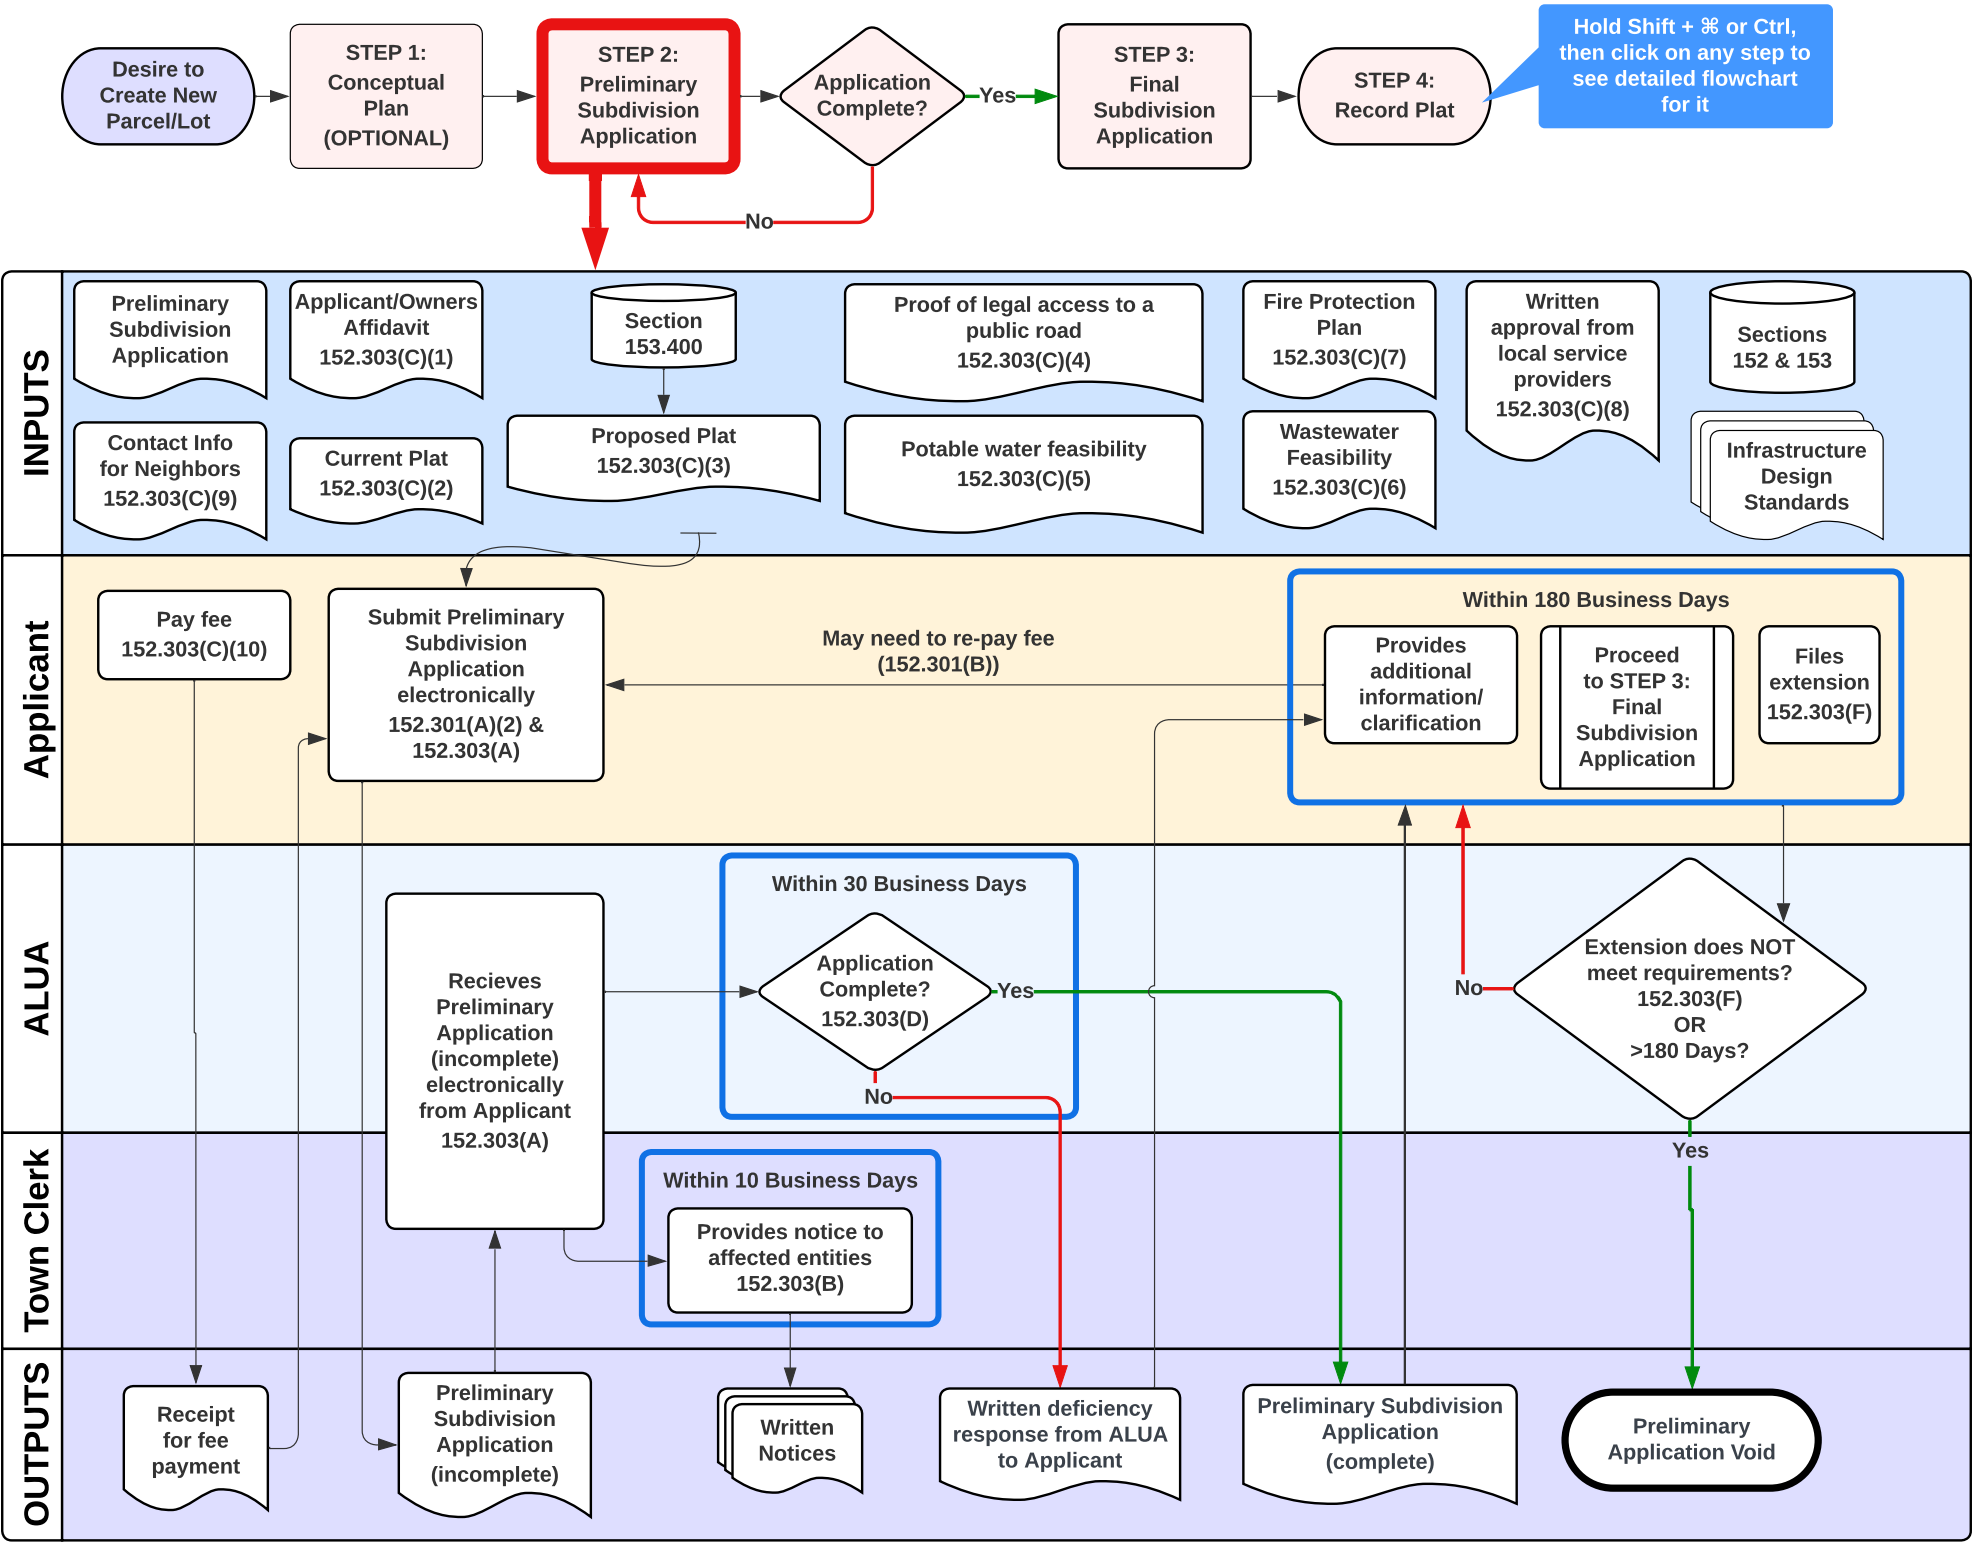 Desire to
Create New
Parcel/Lot
STEP 1:
Conceptual
Plan
(OPTIONAL)
STEP 2:
Preliminary
Subdivision
Application
Application
Complete?
Yes
No
STEP 3:
Final
Subdivision
Application
STEP 4:
Record Plat
Hold Shift + ⌘ or Ctrl,
then click on any step to
see detailed flowchart
for it
INPUTS
Preliminary
Subdivision
Application
Applicant/Owners
Affidavit
152.303(C)(1)
Section
153.400
Proof of legal access to a
public road
152.303(C)(4)
Fire Protection
Plan
152.303(C)(7)
Written
approval from
local service
providers
152.303(C)(8)
Sections
152 & 153
Contact Info
for Neighbors
152.303(C)(9)
Current Plat
152.303(C)(2)
Proposed Plat
152.303(C)(3)
Potable water feasibility
152.303(C)(5)
Wastewater
Feasibility
152.303(C)(6)
Infrastructure
Design
Standards
Applicant
Pay fee
152.303(C)(10)
Submit Preliminary
Subdivision
Application
electronically
152.301(A)(2) &
152.303(A)
May need to re-pay fee
(152.301(B))
Within 180 Business Days
Provides
additional
information/
clarification
Proceed
to STEP 3:
Final
Subdivision
Application
Files
extension
152.303(F)
ALUA
Recieves
Preliminary
Application
(incomplete)
electronically
from Applicant
152.303(A)
Within 30 Business Days
Application
Complete?
152.303(D)
Yes
No
Extension does NOT
meet requirements?
152.303(F)
OR
>180 Days?
No
Yes
Town Clerk
Within 10 Business Days
Provides notice to
affected entities
152.303(B)
OUTPUTS
Receipt
for fee
payment
Preliminary
Subdivision
Application
(incomplete)
Written
Notices
Written deficiency
response from ALUA
to Applicant
Preliminary Subdivision
Application
(complete)
Preliminary
Application Void